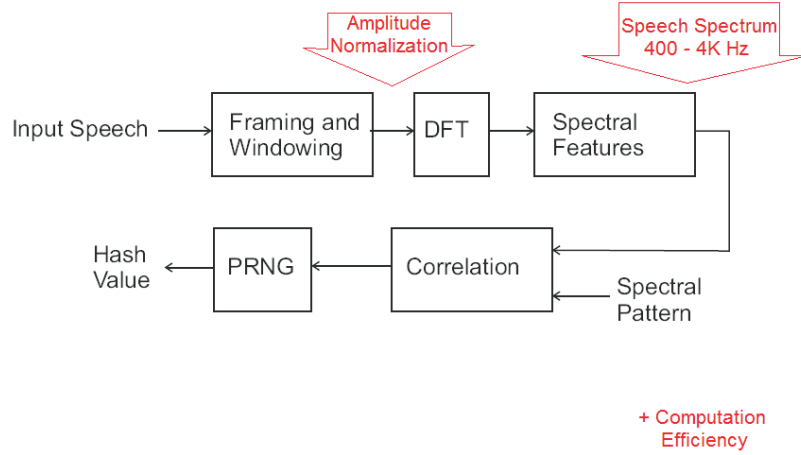 Amplitude
Normalization
Speech Spectrum
400 - 4K Hz
Input Speech
Framing and
Windowing
DFT
Spectral
Features
Hash
Value
PRNG
Correlation
Spectral
Pattern
+ Computation
Efficiency